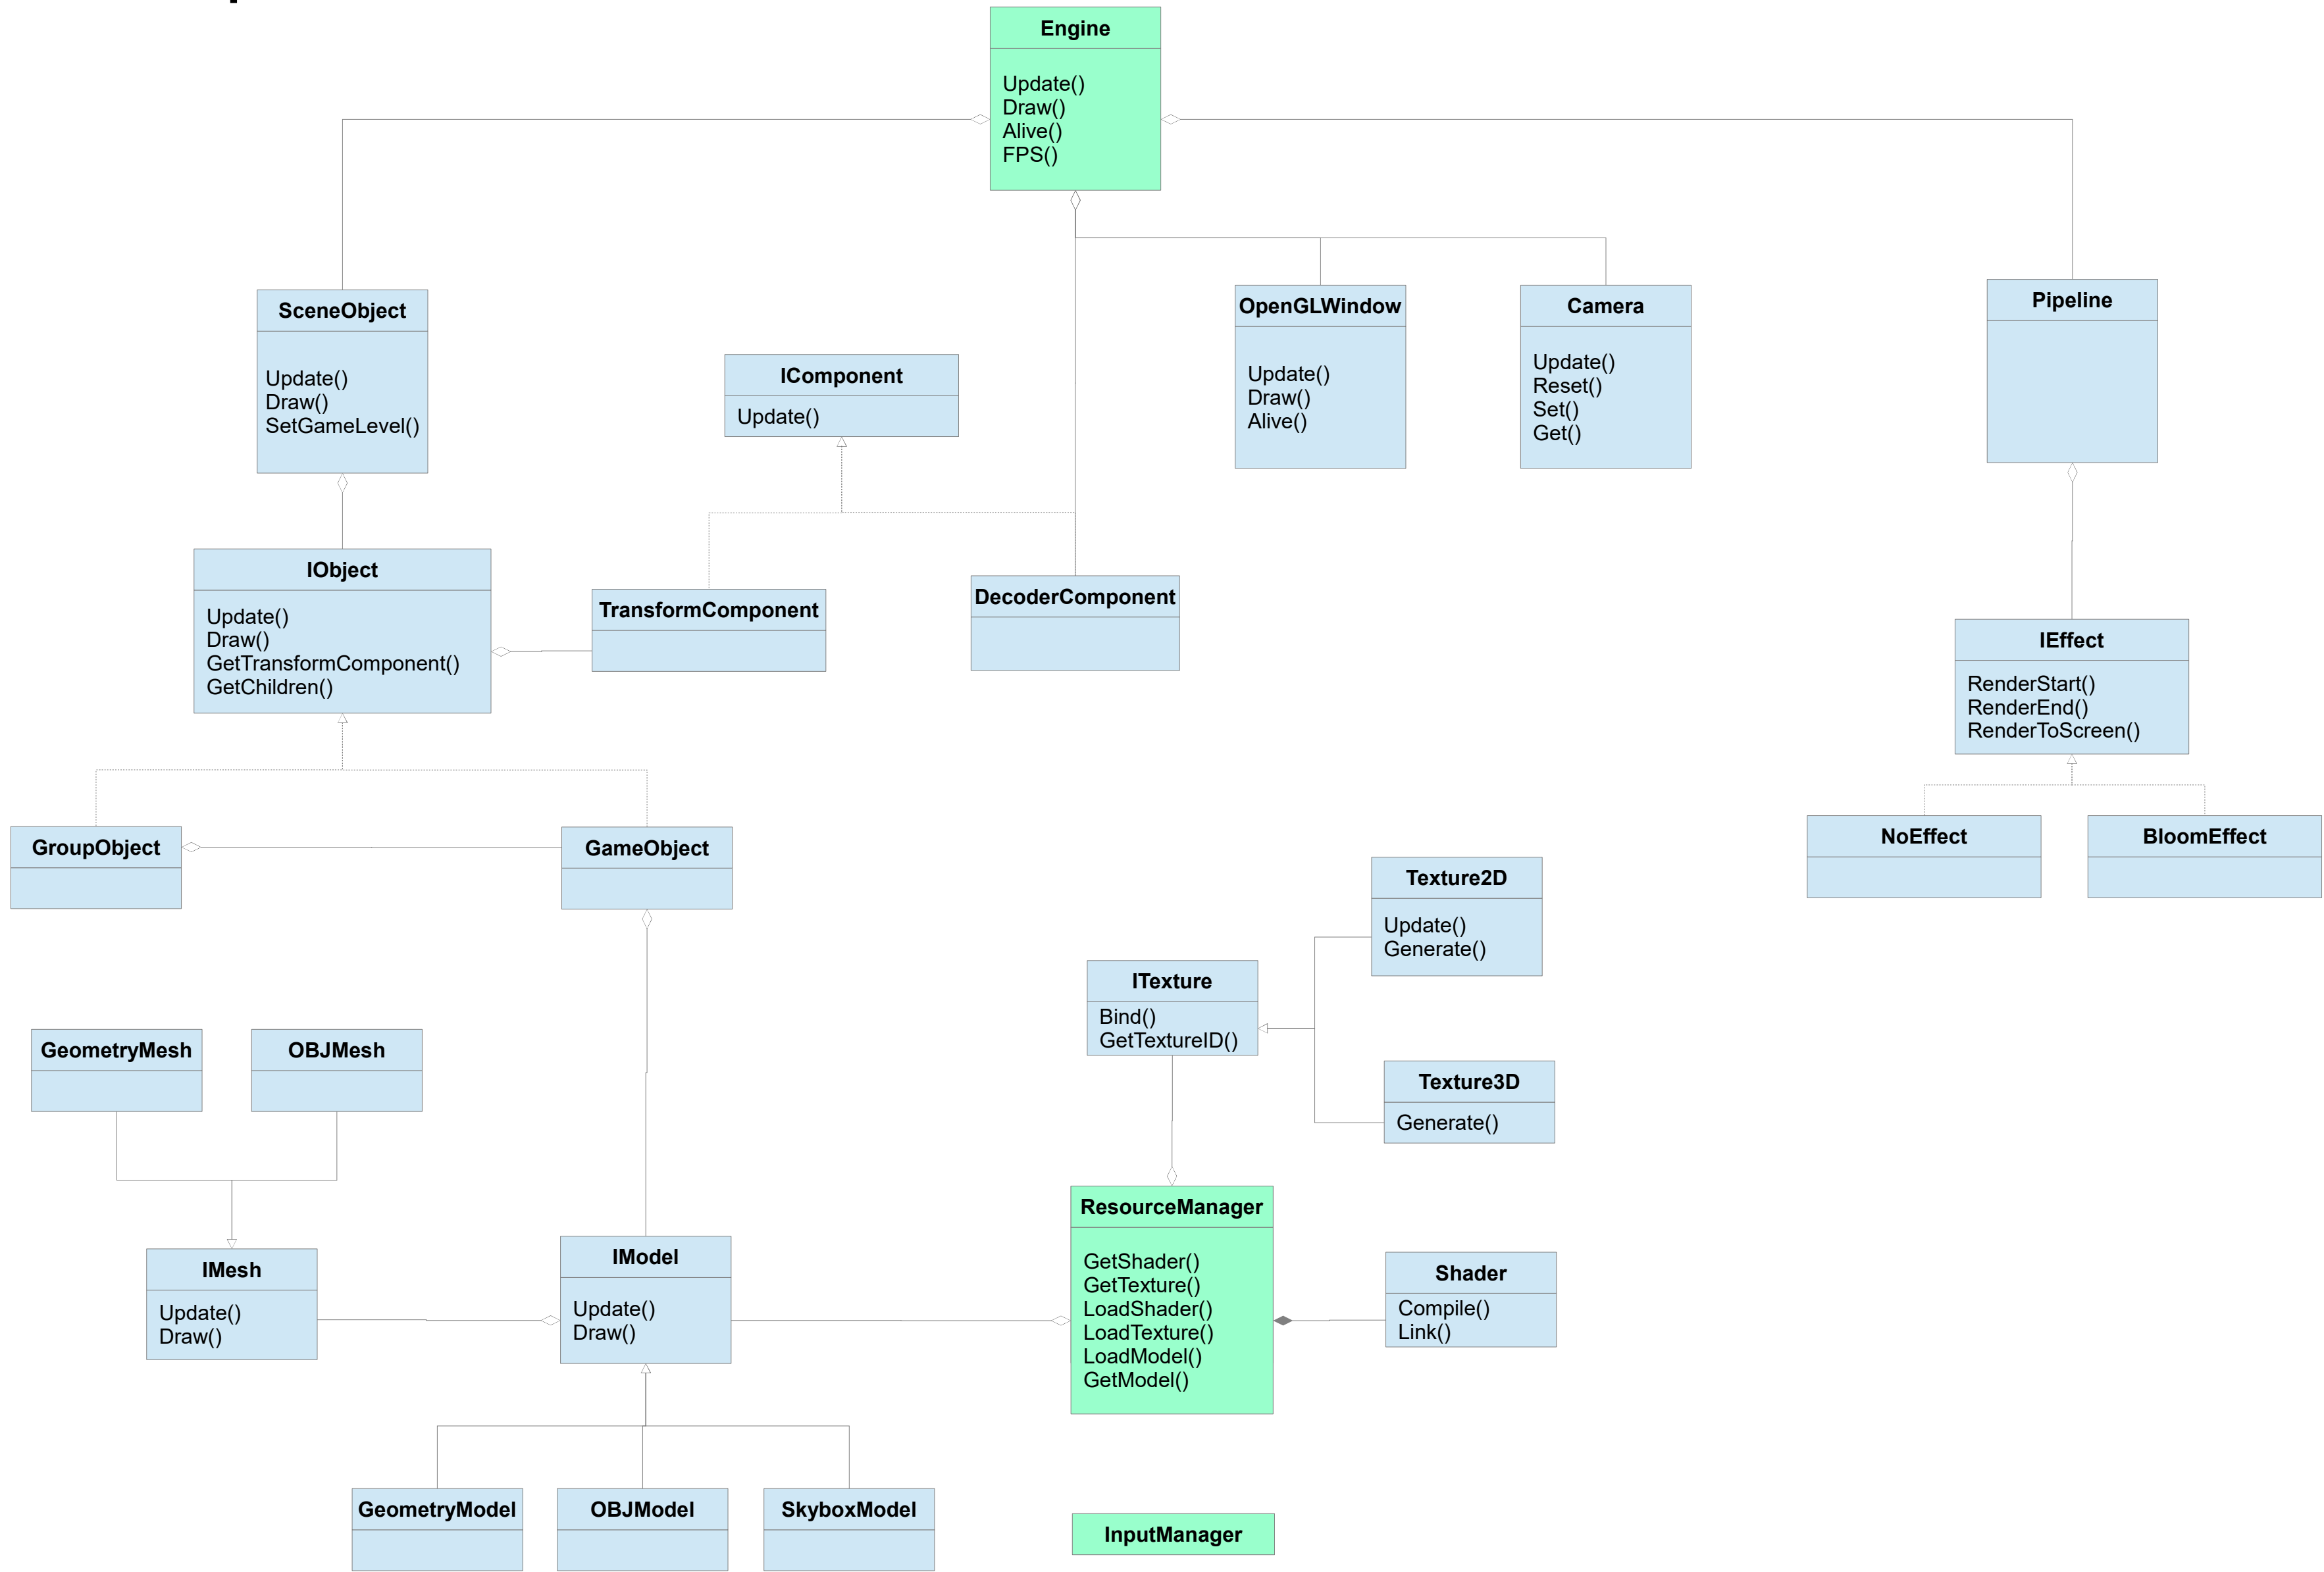 Engine
Update()
Draw()
Alive()
FPS()
SceneObject
Update()
Draw()
SetGameLevel()
IComponent
Update()
OpenGLWindow
Update()
Draw()
Alive()
Camera
Update()
Reset()
Set()
Get()
Pipeline
IObject
Update()
Draw()
GetTransformComponent()
GetChildren()
TransformComponent
DecoderComponent
IEffect
RenderStart()
RenderEnd()
RenderToScreen()
GroupObject
GameObject
NoEffect
BloomEffect
Texture2D
Update()
Generate()
ITexture
Bind()
GetTextureID()
GeometryMesh
OBJMesh
Texture3D
Generate()
ResourceManager
GetShader()
GetTexture()
LoadShader()
LoadTexture()
LoadModel()
GetModel()
IMesh
Update()
Draw()
IModel
Update()
Draw()
Shader
Compile()
Link()
GeometryModel
OBJModel
SkyboxModel
InputManager